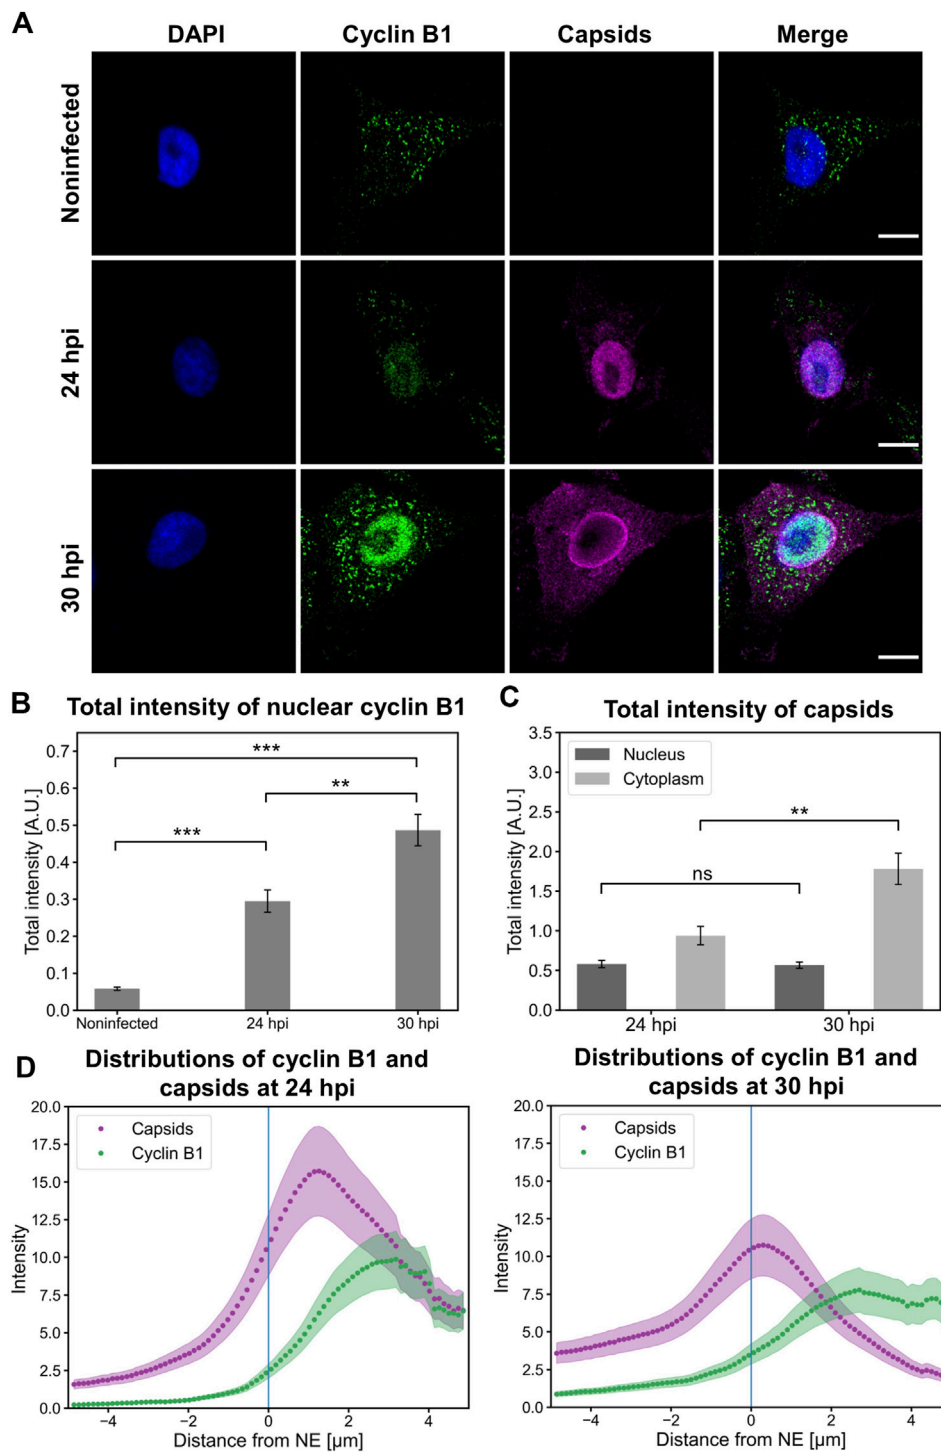 A
DAPI
Cyclin B1
Capsids
Merge
Noninfected
24 hpi
30 hpi
B
Total intensity of nuclear cyclin B1
Total intensity [A.U.]
0.7
0.6
0.5
0.4
0.3
0.2
0.1
0.0
***
**
***
Noninfected
24 hpi
30 hpi
C
Total intensity of capsids
Total intensity [A.U.]
3.5
3.0
2.5
2.0
1.5
1.0
0.5
0.0
Nucleus
Cytoplasm
**
ns
24 hpi
30 hpi
D
Distributions of cyclin B1 and
capsids at 24 hpi
Intensity
20.0
17.5
15.0
12.5
10.0
7.5
5.0
2.5
0.0
Capsids
Cyclin B1
−4
−2
0
2
4
Distance from NE [µm]
Distributions of cyclin B1 and
capsids at 30 hpi
Intensity
20.0
17.5
15.0
12.5
10.0
7.5
5.0
2.5
0.0
Capsids
Cyclin B1
−4
−2
0
2
4
Distance from NE [µm]